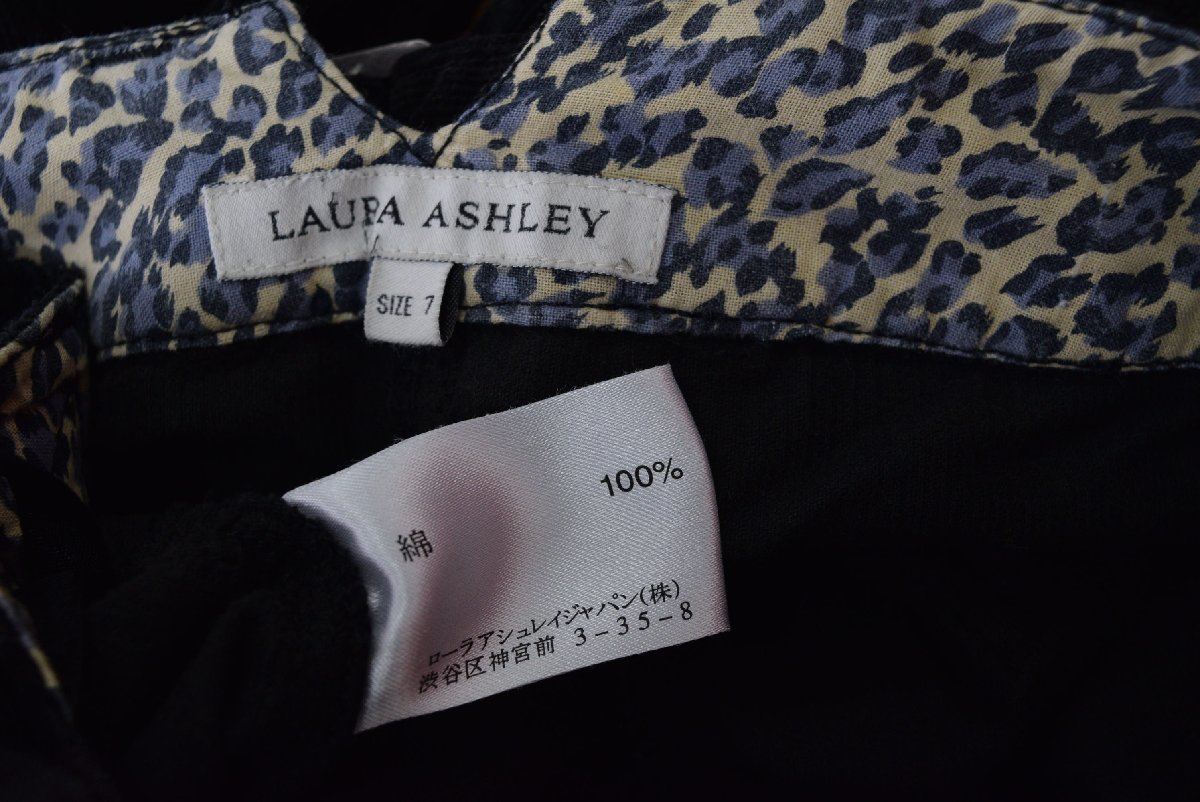 LAURA ASHLEY
SIZE 7
綿 100%
ローラアシュレイジャパン(株)
渋谷区神宮前 3-35-8